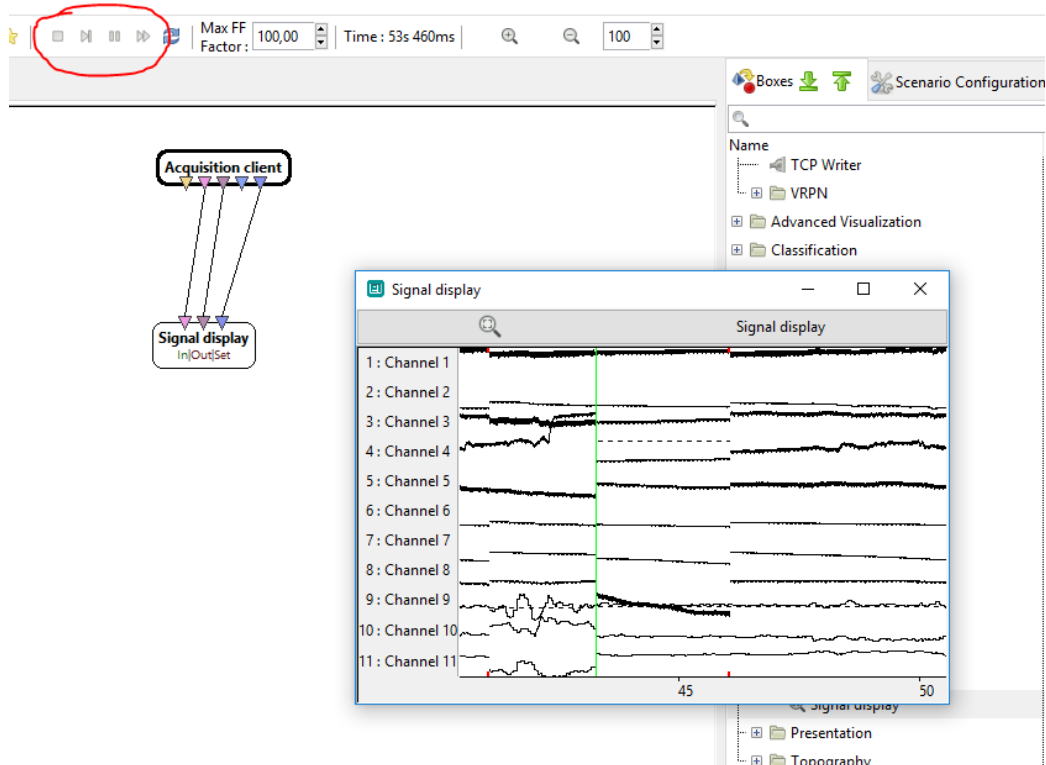 Max FF
Factor :
100,00
Time : 53s 460ms
100
Boxes
Scenario Configuration
Name
TCP Writer
VRPN
Advanced Visualization
Classification
Acquisition client
Signal display
In|Out|Set
Signal display
Signal display
1 : Channel 1
2 : Channel 2
3 : Channel 3
4 : Channel 4
5 : Channel 5
6 : Channel 6
7 : Channel 7
8 : Channel 8
9 : Channel 9
10 : Channel 10
11 : Channel 11
45 50
Signal display
Presentation
Topography